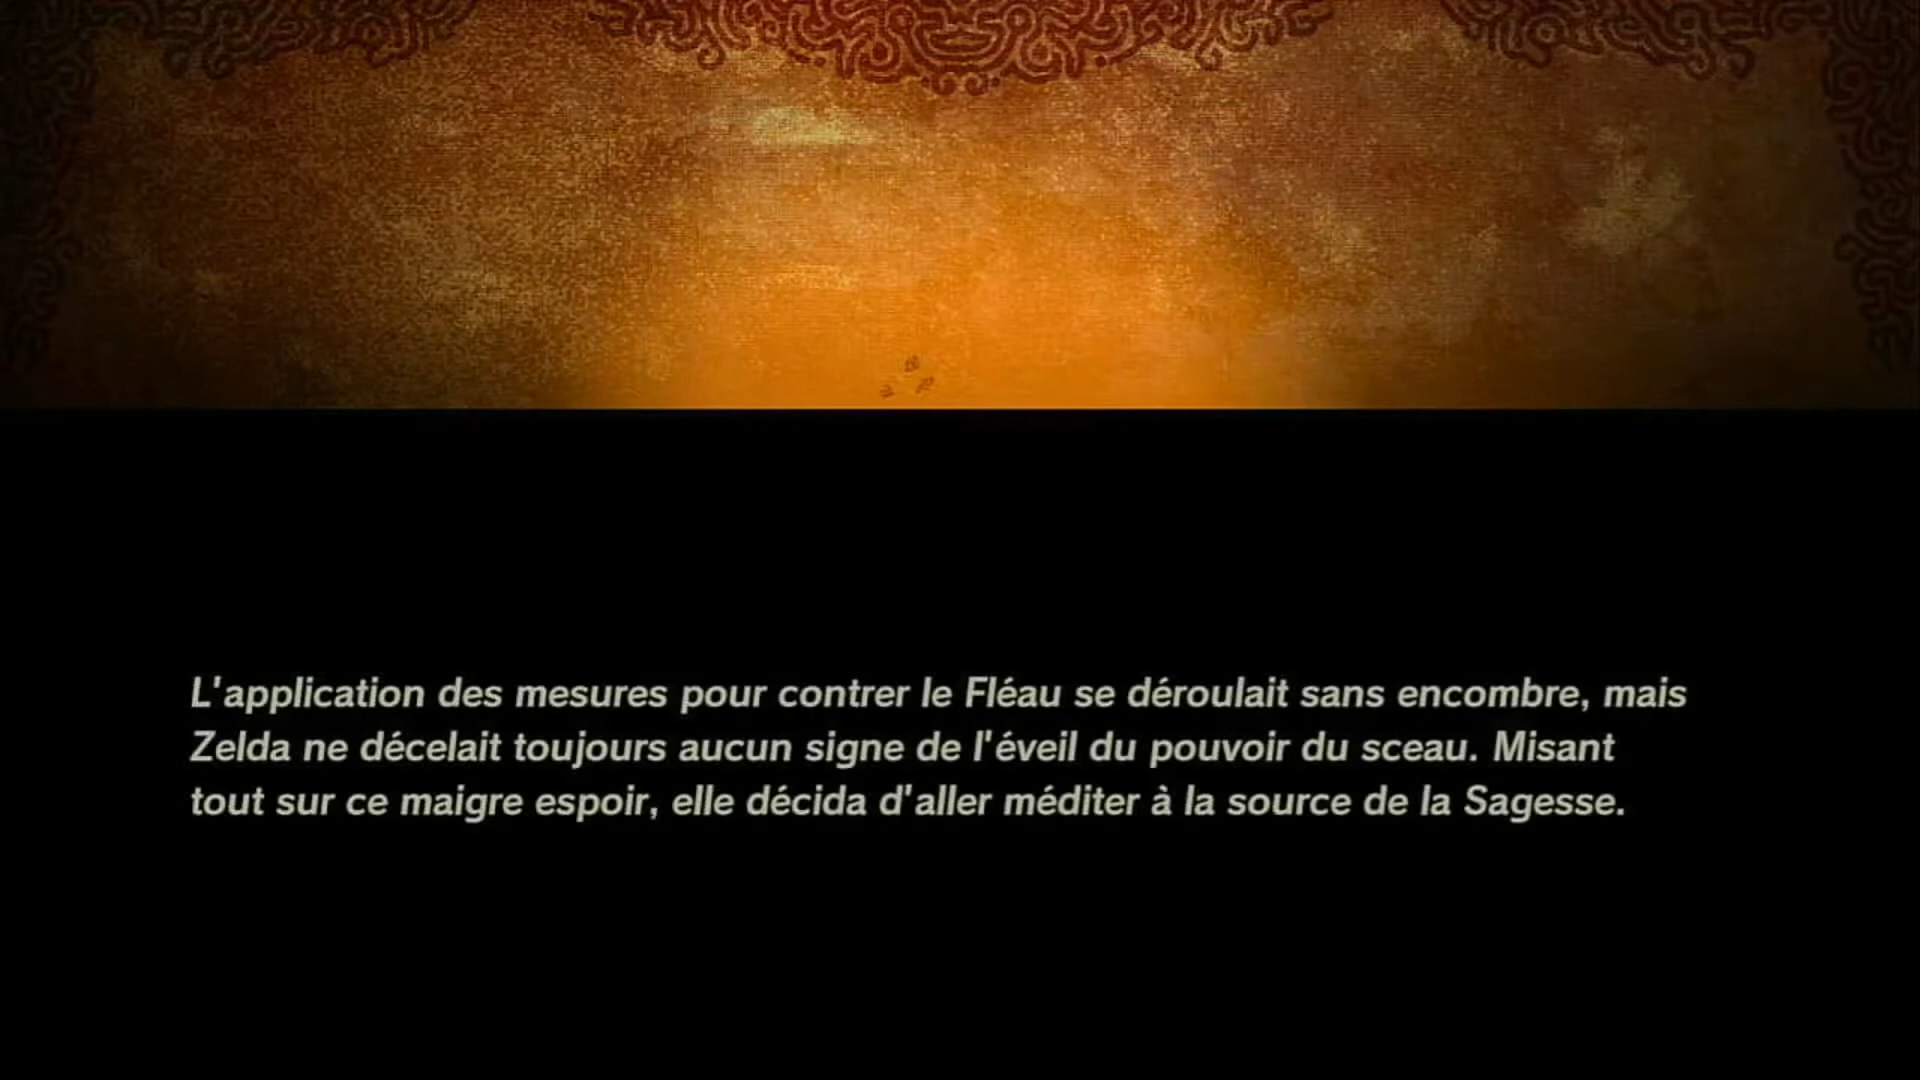 L'application des mesures pour contrer le Fléau se déroulait sans encombre, mais
Zelda ne décelait toujours aucun signe de l'éveil du pouvoir du sceau. Misant
tout sur ce maigre espoir, elle décida d'aller méditer à la source de la Sagesse.